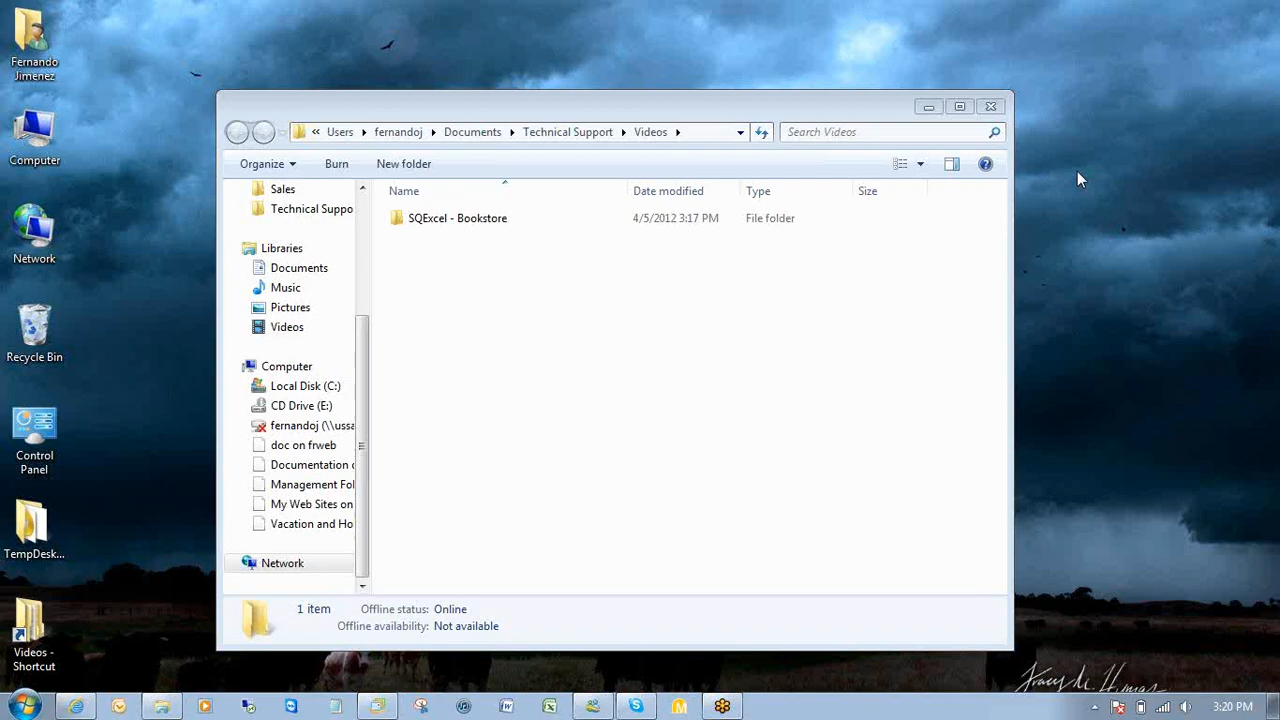 Fernando
Jimenez
Computer
Network
Recycle Bin
Control
Panel
TempDesk...
Videos -
Shortcut
« Users fernandoj Documents Technical Support Videos
Search Videos
Organize Burn New folder
Name Date modified Type Size
SQExcel - Bookstore 4/5/2012 3:17 PM File folder
Sales
Technical Suppo
Libraries
Documents
Music
Pictures
Videos
Computer
Local Disk (C:)
CD Drive (E:)
fernandoj (\\ussa
doc on frweb
Documentation
Management Fol
My Web Sites on
Vacation and Ho
Network
1 item Offline status: Online
Offline availability: Not available
3:20 PM